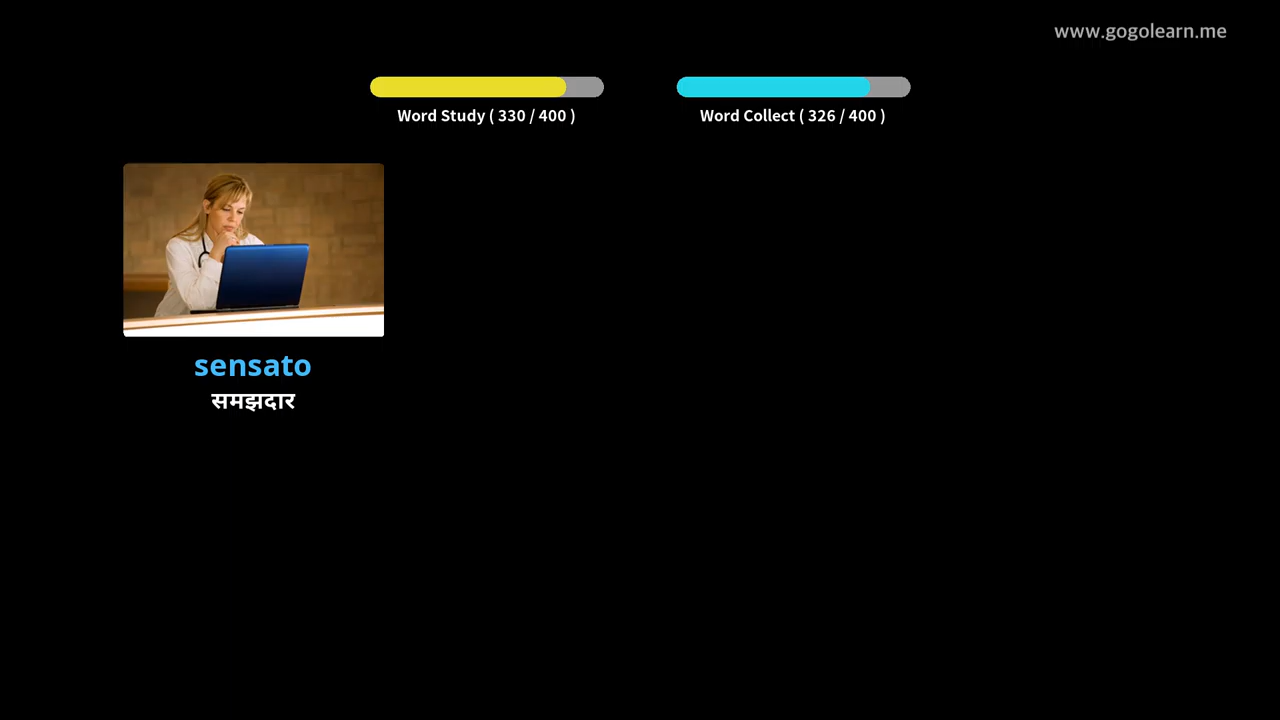 www.gogolearn.me
Word Study ( 330 / 400 )
Word Collect ( 326 / 400 )
sensato
समझदार